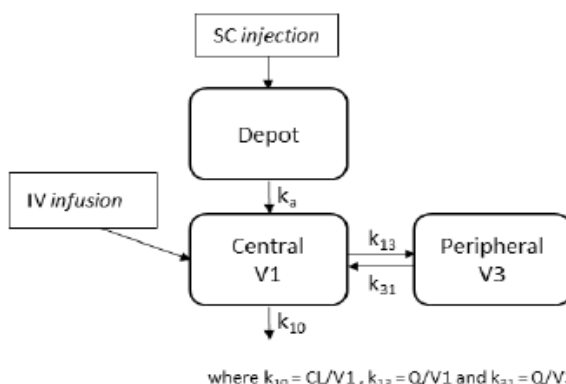 SC injection
Depot
kₐ
IV infusion
Central
V1
k₁₃
k₃₁
Peripheral
V3
k₁₀
where k₁₀ = CL/V1 , k₁₃ = Q/V1 and k₃₁ = Q/V